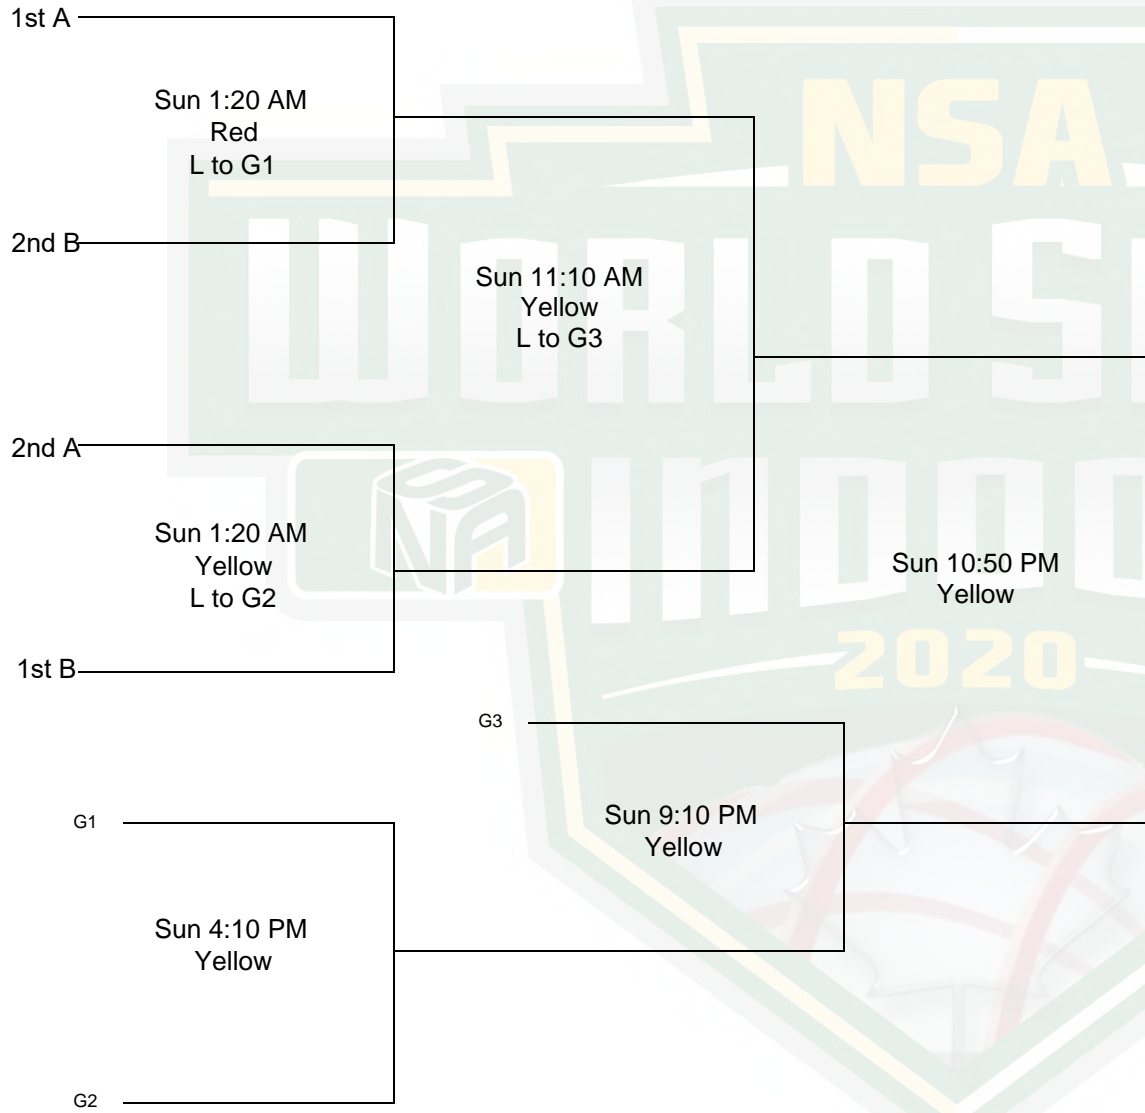 1st A
Sun 1:20 AM
Red
L to G1
2nd B
Sun 11:10 AM
Yellow
L to G3
2nd A
Sun 1:20 AM
Yellow
L to G2
1st B
Sun 10:50 PM
Yellow
G3
G1
Sun 9:10 PM
Yellow
Sun 4:10 PM
Yellow
G2
NSA
WORLD S
INDOO
NSA
2020